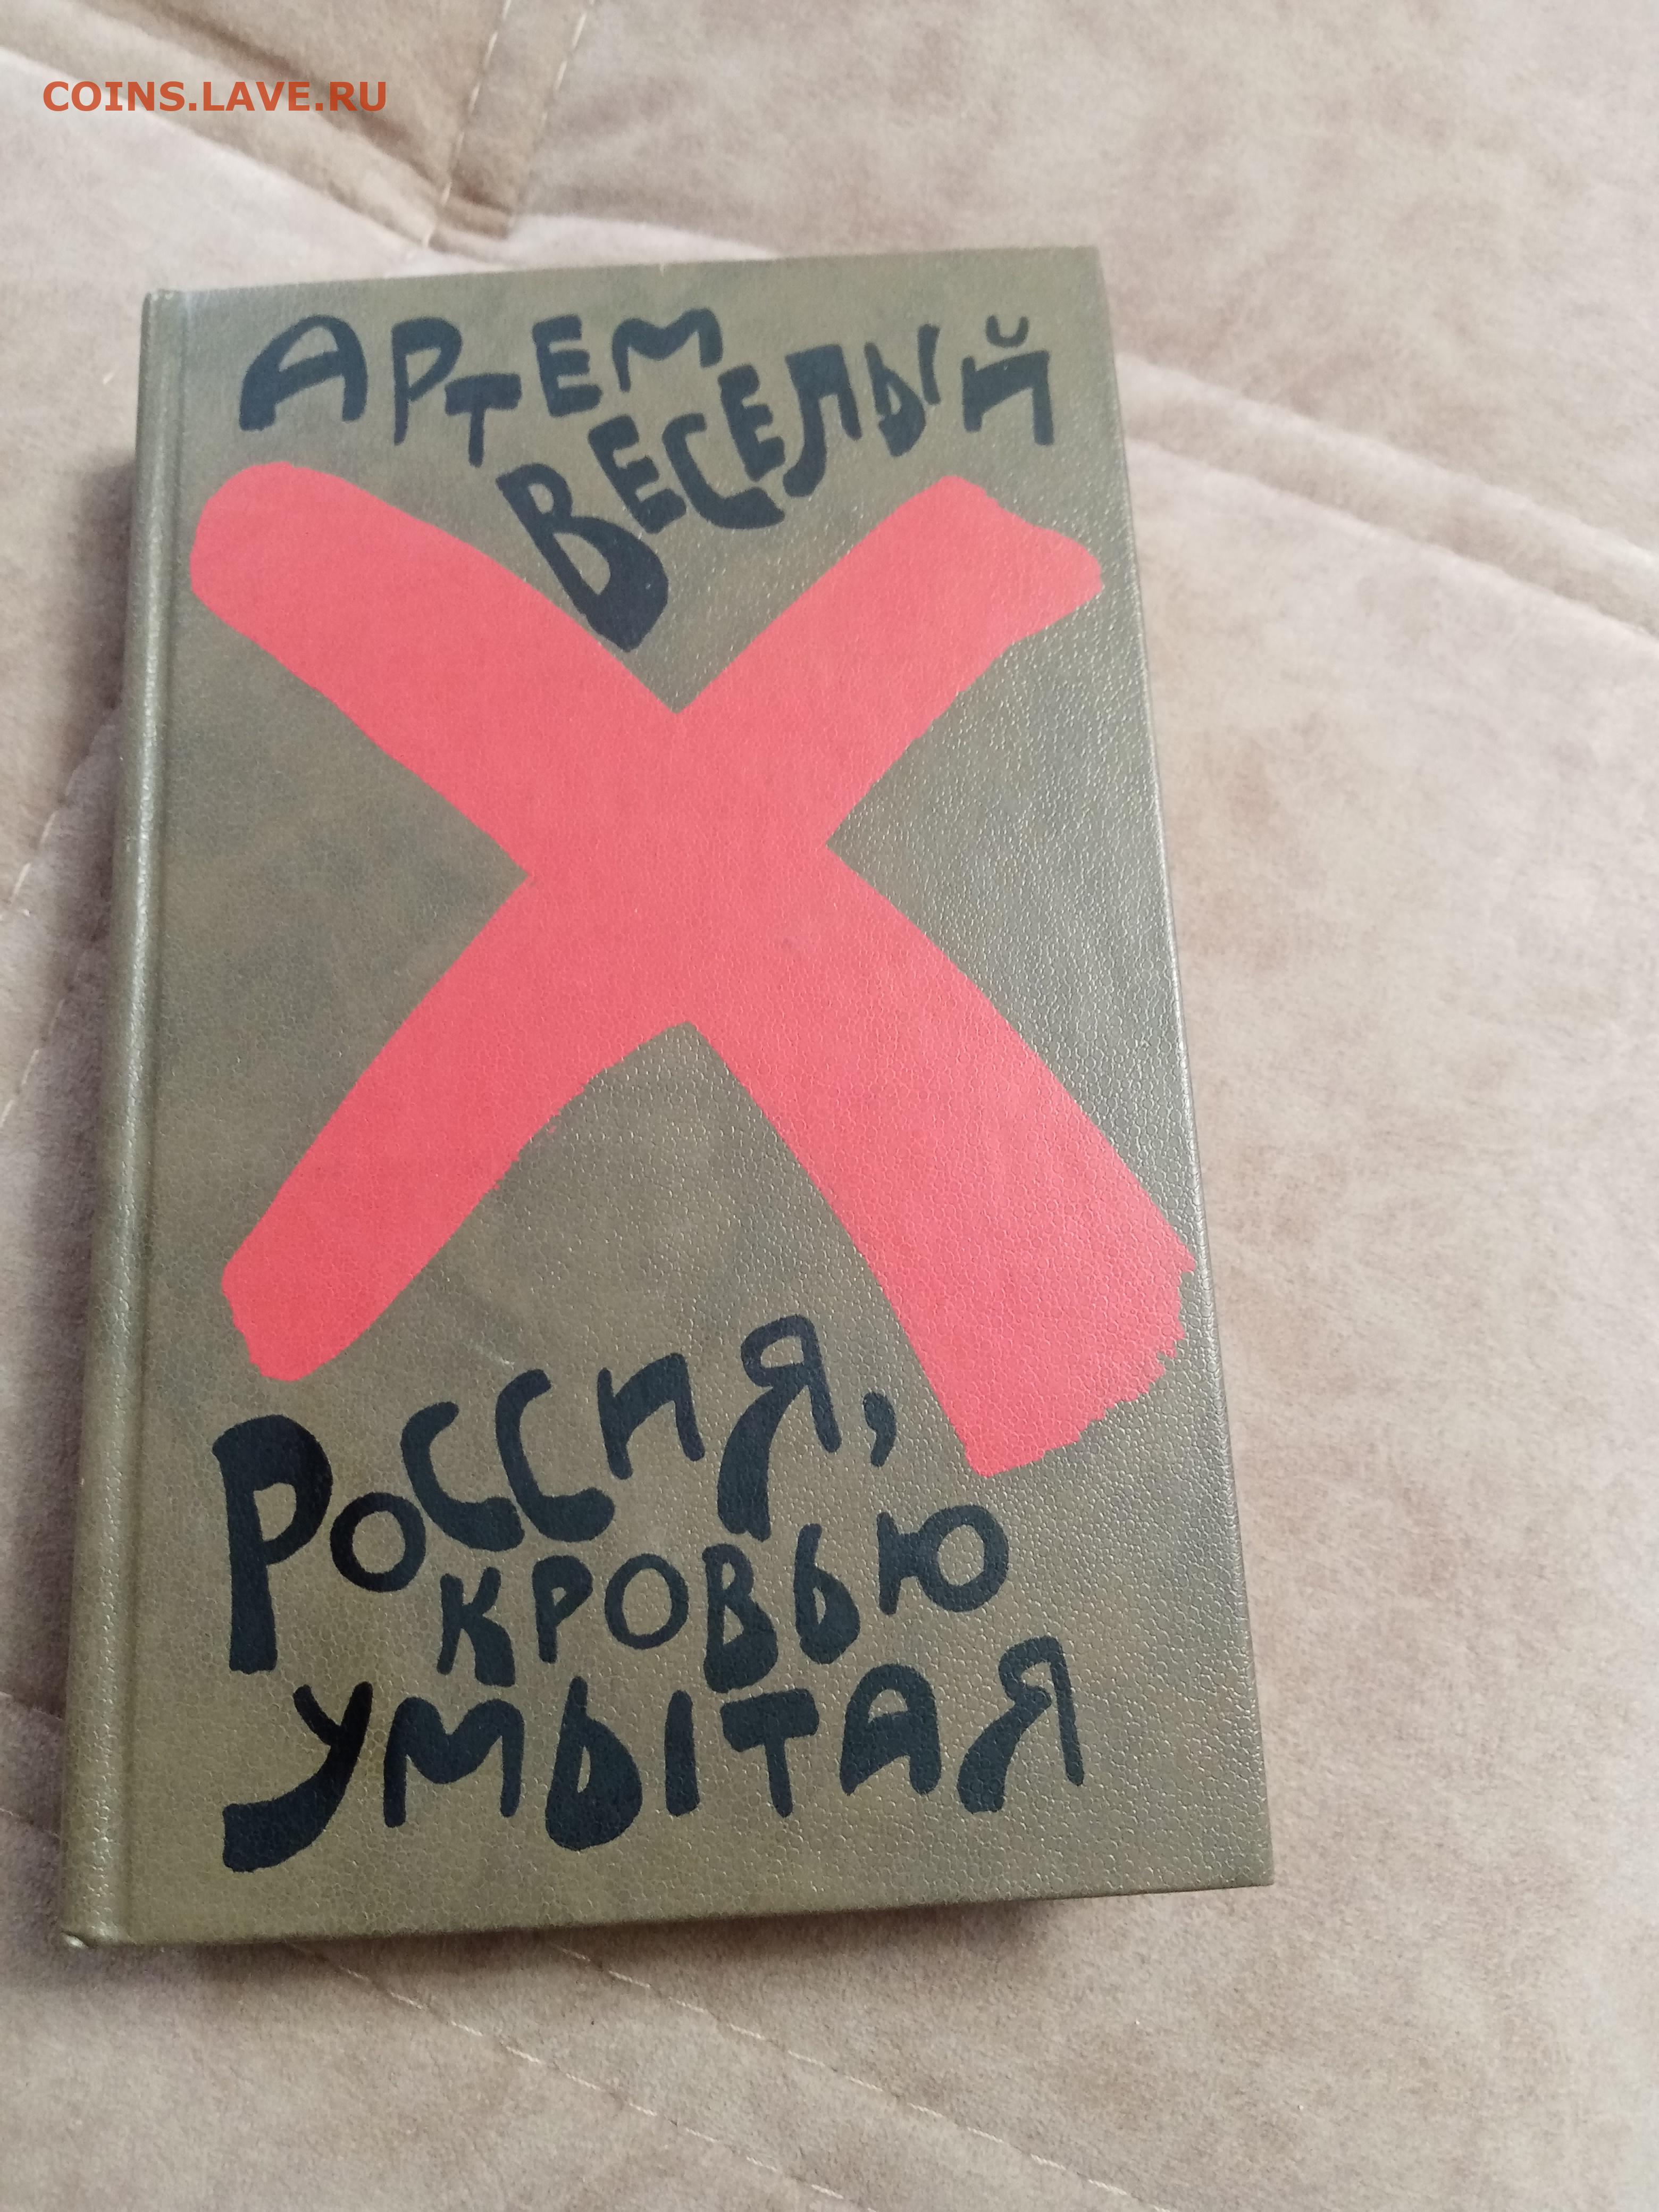 COINS.LAVE.RU
АРТЕМ
ВЕСЕЛЫЙ
РОССИЯ,
КРОВЬЮ
УМЫТАЯ